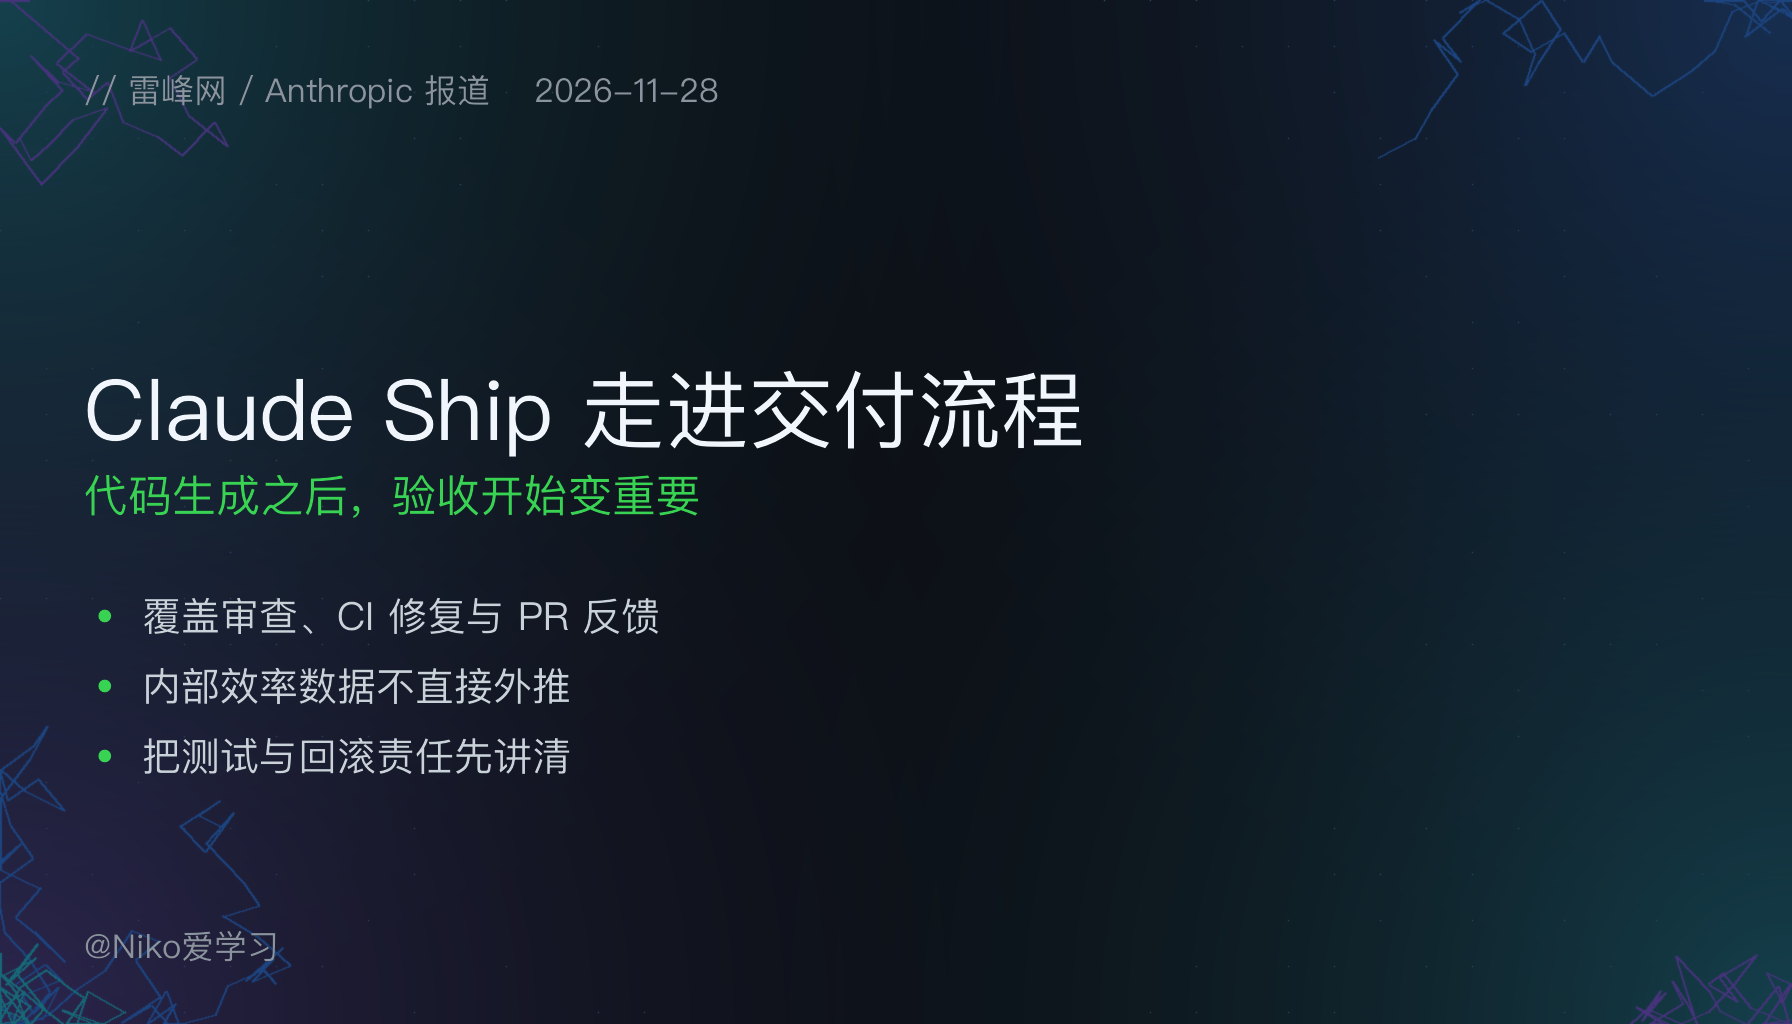 // 雷峰网 / Anthropic 报道 2026-11-28
Claude Ship 走进交付流程
代码生成之后，验收开始变重要
• 覆盖审查、CI 修复与 PR 反馈
• 内部效率数据不直接外推
• 把测试与回滚责任先讲清
@Niko爱学习